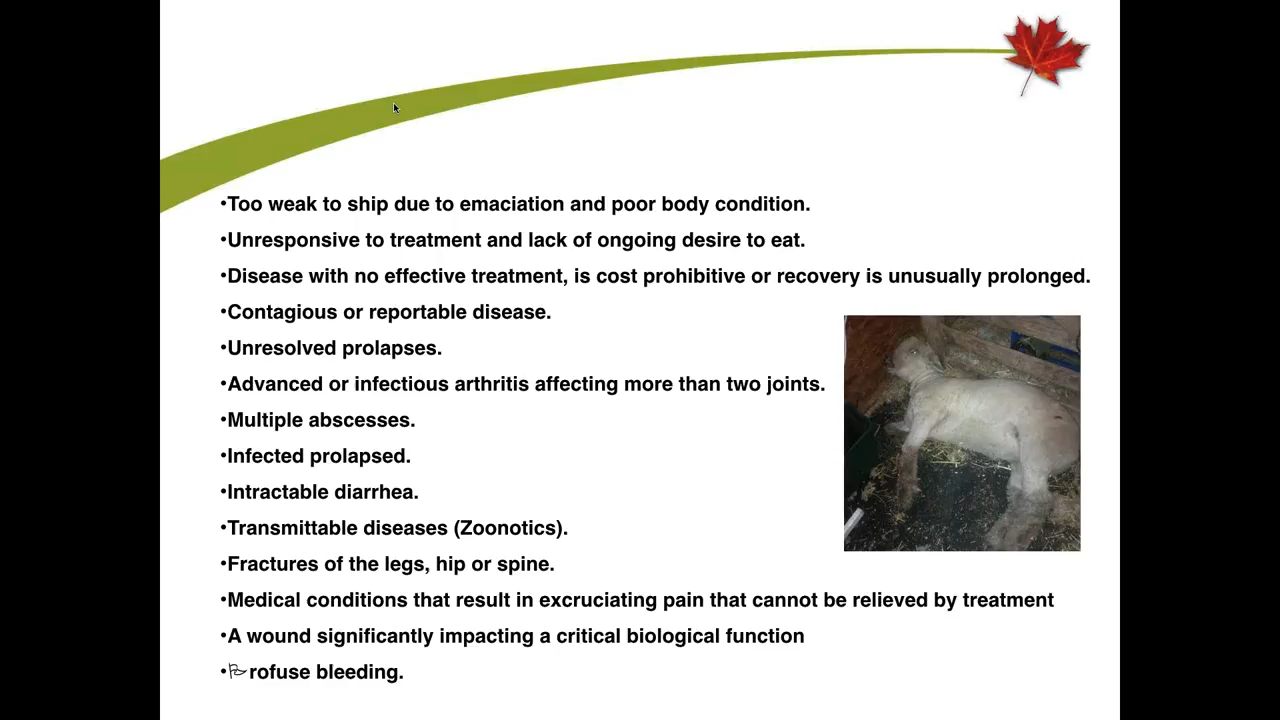 •Too weak to ship due to emaciation and poor body condition.
•Unresponsive to treatment and lack of ongoing desire to eat.
•Disease with no effective treatment, is cost prohibitive or recovery is unusually prolonged.
•Contagious or reportable disease.
•Unresolved prolapses.
•Advanced or infectious arthritis affecting more than two joints.
•Multiple abscesses.
•Infected prolapsed.
•Intractable diarrhea.
•Transmittable diseases (Zoonotics).
•Fractures of the legs, hip or spine.
•Medical conditions that result in excruciating pain that cannot be relieved by treatment
•A wound significantly impacting a critical biological function
•Profuse bleeding.